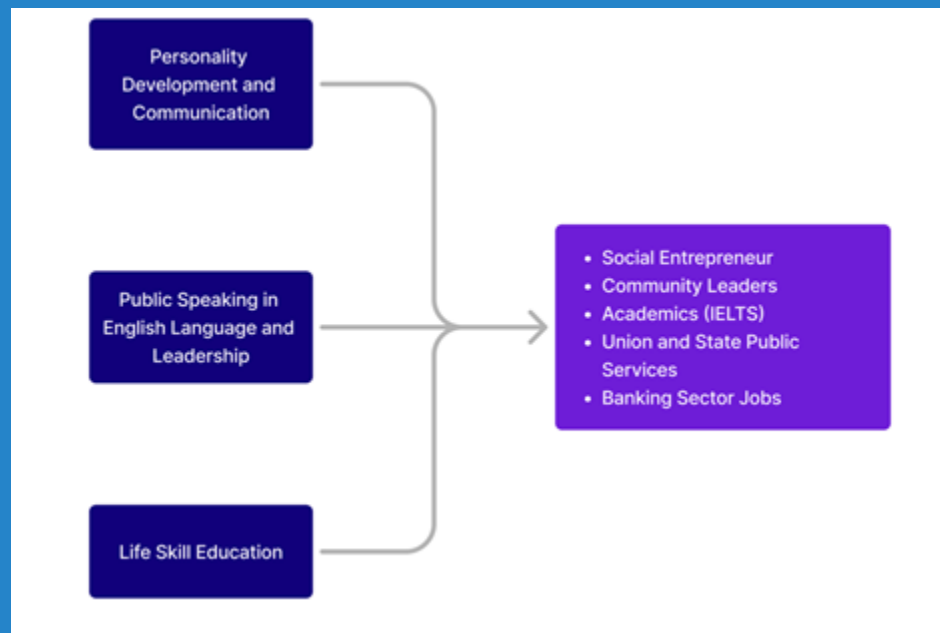 Personality
Development and
Communication
Public Speaking in
English Language and
Leadership
Life Skill Education
• Social Entrepreneur
• Community Leaders
• Academics (IELTS)
• Union and State Public
Services
• Banking Sector Jobs